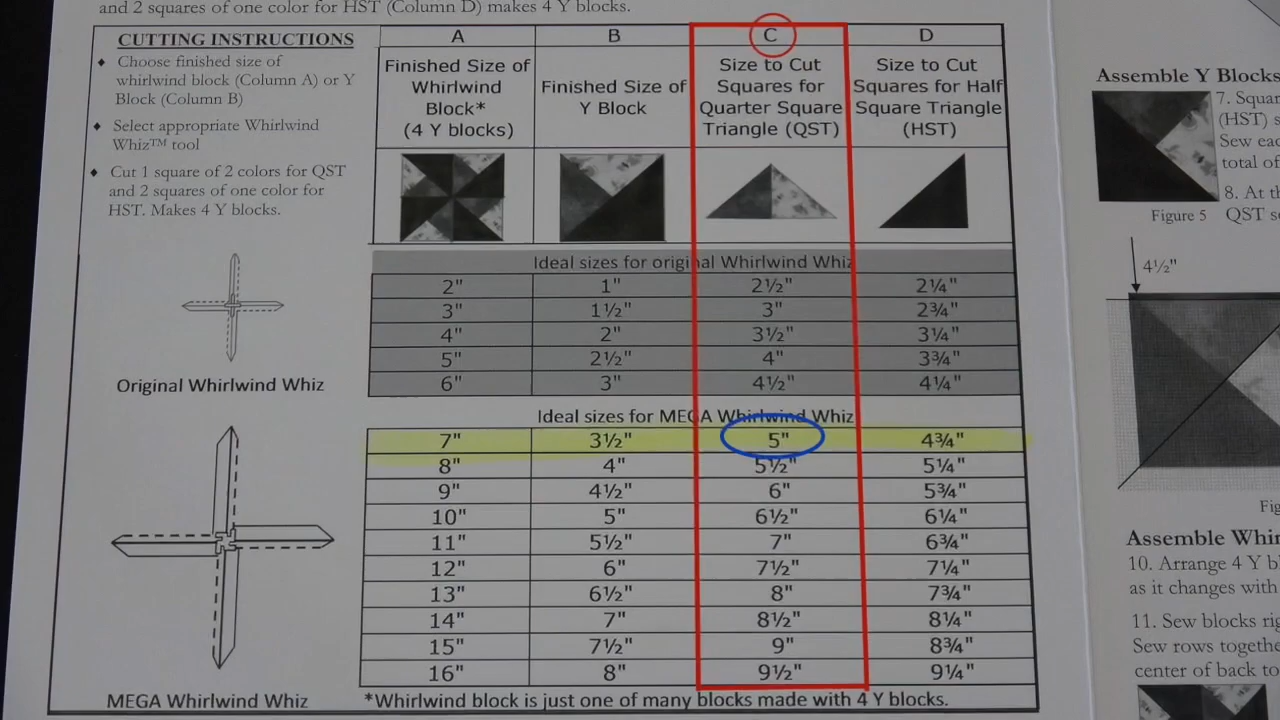 and 2 squares of one color for HST (Column D) makes 4 Y blocks.
CUTTING INSTRUCTIONS
♦ Choose finished size of
whirlwind block (Column A) or Y
Block (Column B)
♦ Select appropriate Whirlwind
Whiz™ tool
♦ Cut 1 square of 2 colors for QST
and 2 squares of one color for
HST. Makes 4 Y blocks.
Original Whirlwind Whiz
MEGA Whirlwind Whiz
A B C D
Finished Size of
Whirlwind
Block*
(4 Y blocks)
Finished Size of
Y Block
Size to Cut
Squares for
Quarter Square
Triangle (QST)
Size to Cut
Squares for Half
Square Triangle
(HST)
Ideal sizes for original Whirlwind Whiz
2" 1" 2½" 2¼"
3" 1½" 3" 2¾"
4" 2" 3½" 3¼"
5" 2½" 4" 3¾"
6" 3" 4½" 4¼"
Ideal sizes for MEGA Whirlwind Whiz
7" 3½" 5" 4¾"
8" 4" 5½" 5¼"
9" 4½" 6" 5¾"
10" 5" 6½" 6¼"
11" 5½" 7" 6¾"
12" 6" 7½" 7¼"
13" 6½" 8" 7¾"
14" 7" 8½" 8¼"
15" 7½" 9" 8¾"
16" 8" 9½" 9¼"
*Whirlwind block is just one of many blocks made with 4 Y blocks.
Assemble Y Blocks
7. Squar
(HST) s
Sew eac
total of
8. At th
QST s
Figure 5
4½"
Fig
Assemble Whir
10. Arrange 4 Y bl
as it changes with
11. Sew blocks rig
Sew rows togethe
center of back to